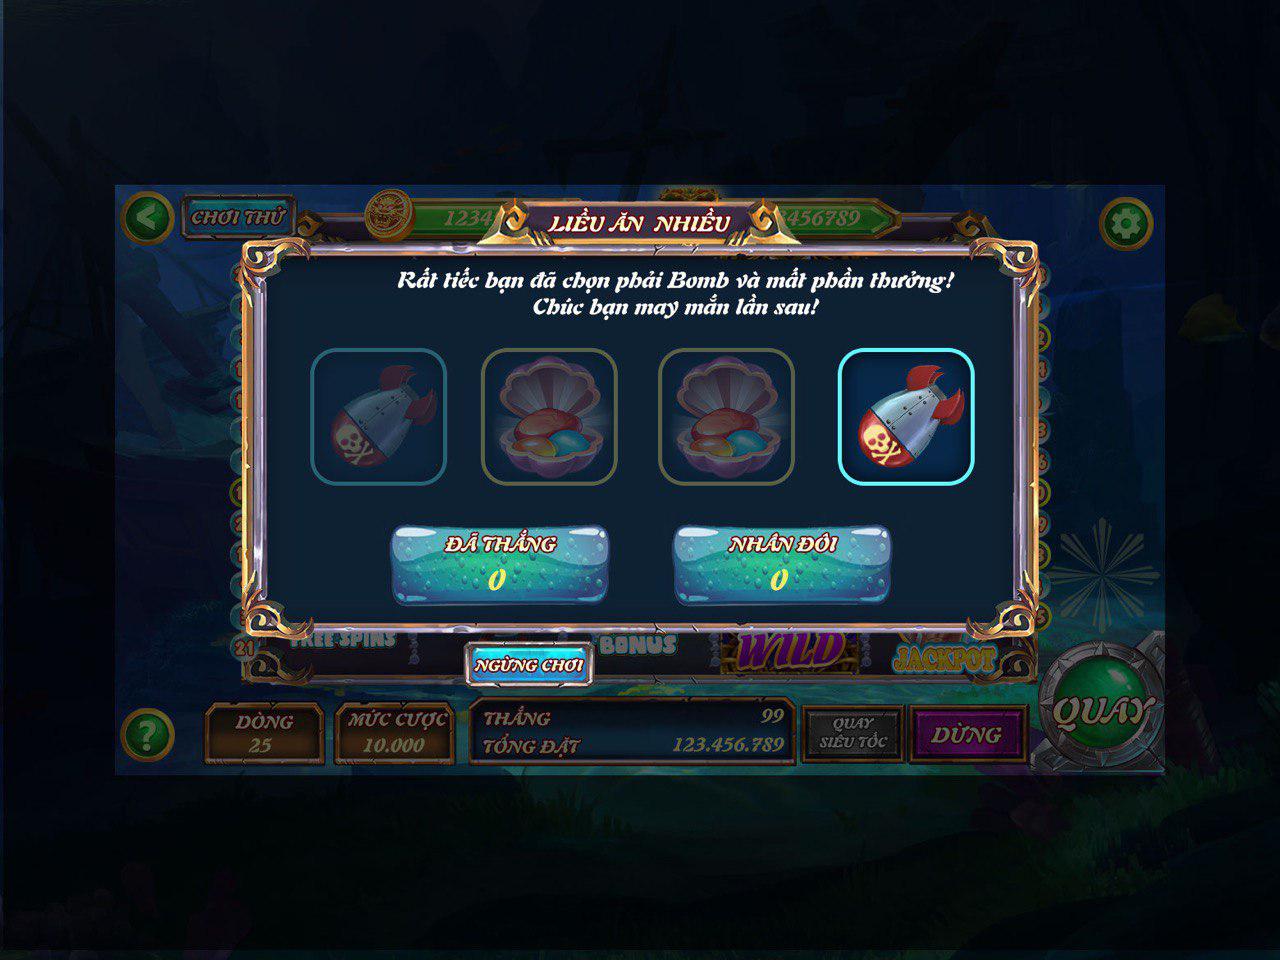 CHƠI THỬ
1234
LIỀU ĂN NHIỀU
3456789
Rất tiếc bạn đã chọn phải Bomb và mất phần thưởng!
Chúc bạn may mắn lần sau!
ĐÃ THẮNG
0
NHÂN ĐÔI
0
21
FREE SPINS
BONUS
WILD
JACKPOT
NGỪNG CHƠI
?
DÒNG
25
MỨC CƯỢC
10.000
THẮNG
99
TỔNG ĐẶT
123.456.789
QUAY
SIÊU TỐC
DỪNG
QUAY